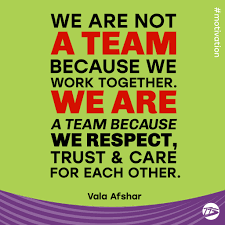 WE ARE NOT
A TEAM
BECAUSE WE
WORK TOGETHER.
WE ARE
A TEAM BECAUSE
WE RESPECT,
TRUST & CARE
FOR EACH OTHER.
Vala Afshar
#motivation